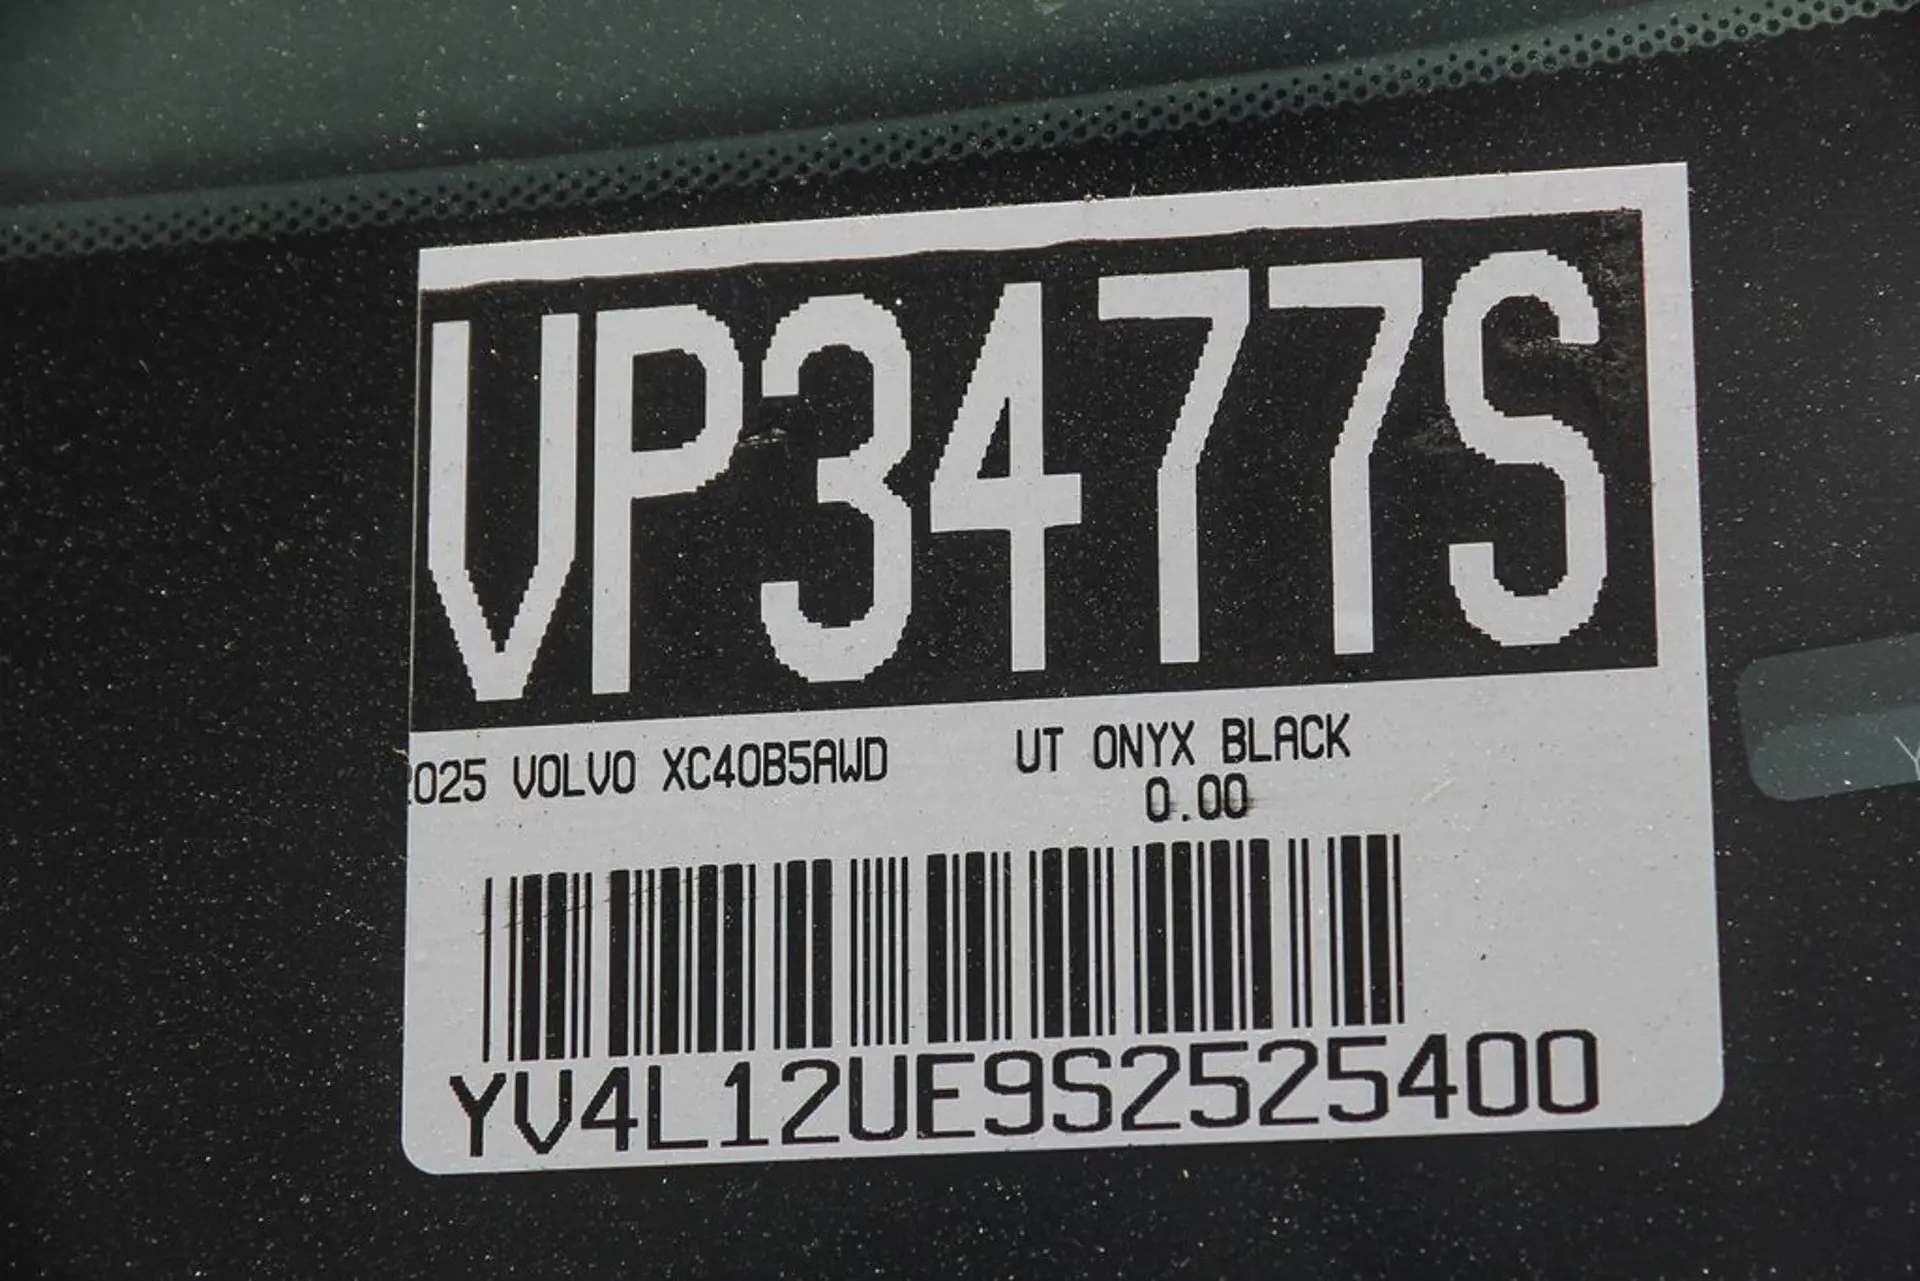 VP3477S
2025 VOLVO XC40B5AWD UT ONYX BLACK
0.00
YV4L12UE9S2525400